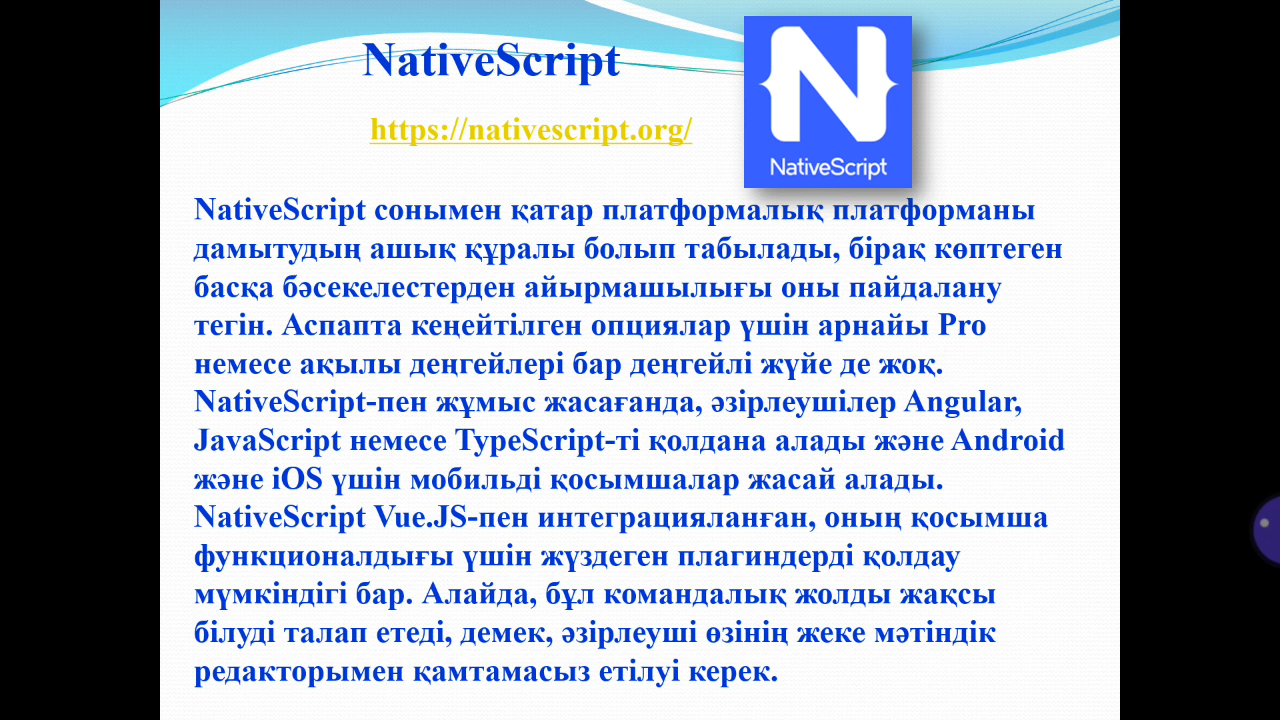 NativeScript
https://nativescript.org/
NativeScript
NativeScript сонымен қатар платформалық платформаны
дамытудың ашық құралы болып табылады, бірақ көптеген
басқа бәсекелестерден айырмашылығы оны пайдалану
тегін. Аспапта кеңейтілген опциялар үшін арнайы Pro
немесе ақылы деңгейлері бар деңгейлі жүйе де жоқ.
NativeScript-пен жұмыс жасағанда, әзірлеушілер Angular,
JavaScript немесе TypeScript-ті қолдана алады және Android
және iOS үшін мобильді қосымшалар жасай алады.
NativeScript Vue.JS-пен интеграцияланған, оның қосымша
функционалдығы үшін жүздеген плагиндерді қолдау
мүмкіндігі бар. Алайда, бұл командалық жолды жақсы
білуді талап етеді, демек, әзірлеуші өзінің жеке мәтіндік
редакторымен қамтамасыз етілуі керек.